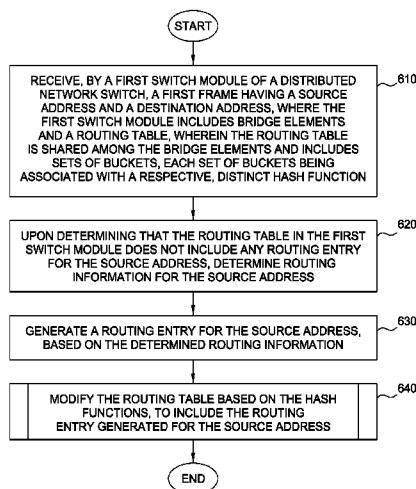 START
RECEIVE, BY A FIRST SWITCH MODULE OF A DISTRIBUTED
NETWORK SWITCH, A FIRST FRAME HAVING A SOURCE
ADDRESS AND A DESTINATION ADDRESS, WHERE THE
FIRST SWITCH MODULE INCLUDES BRIDGE ELEMENTS
AND A ROUTING TABLE, WHEREIN THE ROUTING TABLE
IS SHARED AMONG THE BRIDGE ELEMENTS AND INCLUDES
SETS OF BUCKETS, EACH SET OF BUCKETS BEING
ASSOCIATED WITH A RESPECTIVE, DISTINCT HASH FUNCTION
610
UPON DETERMINING THAT THE ROUTING TABLE IN THE FIRST
SWITCH MODULE DOES NOT INCLUDE ANY ROUTING ENTRY
FOR THE SOURCE ADDRESS, DETERMINE ROUTING
INFORMATION FOR THE SOURCE ADDRESS
620
GENERATE A ROUTING ENTRY FOR THE SOURCE ADDRESS,
BASED ON THE DETERMINED ROUTING INFORMATION
630
MODIFY THE ROUTING TABLE BASED ON THE HASH
FUNCTIONS, TO INCLUDE THE ROUTING
ENTRY GENERATED FOR THE SOURCE ADDRESS
640
END